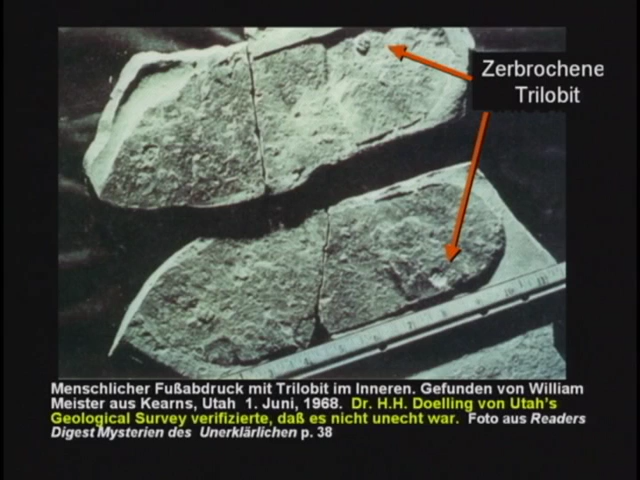 Zerbrochene
Trilobit
Menschlicher Fußabdruck mit Trilobit im Inneren. Gefunden von William
Meister aus Kearns, Utah 1. Juni, 1968. Dr. H.H. Doelling von Utah's
Geological Survey verifizierte, daß es nicht unecht war. Foto aus Readers
Digest Mysterien des Unerklärlichen p. 38